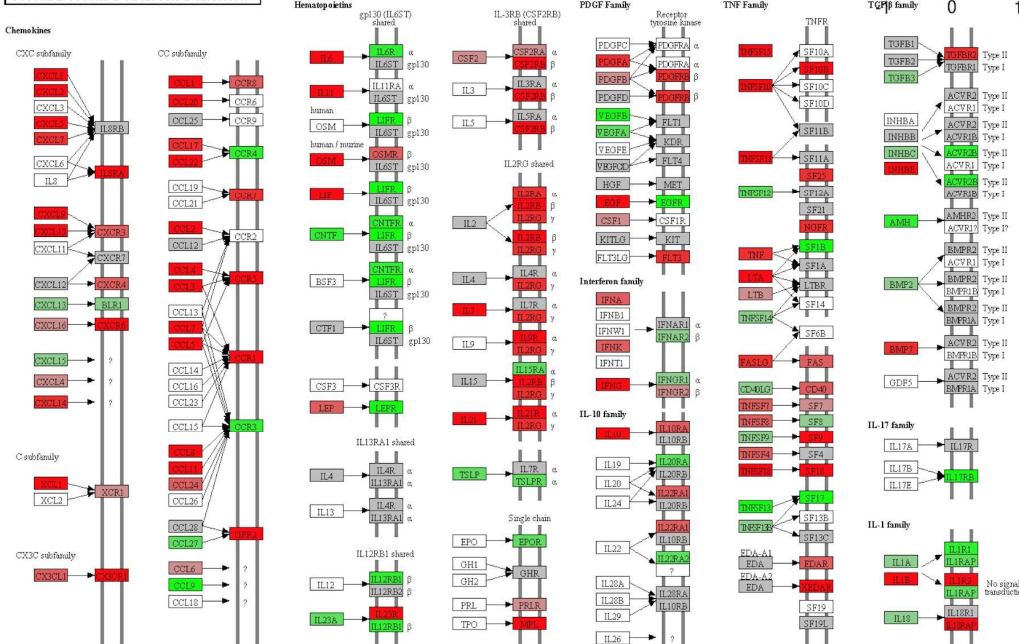 Chemokines
CXC subfamily
CXCL1
CXCL2
CXCL3
CXCL5
CXCL7
CXCL6
IL8
IL8RB
IL8RA
CXCL9
CXCL10
CXCL11
CXCR3
CXCR7
CXCL12
CXCR4
CXCL13
BLR1
CXCL16
CXCR6
CXCL15
?
CXCL4
?
CXCL14
?
C subfamily
XCL1
XCL2
XCR1
CX3C subfamily
CX3CL1
CX3CR1
CC subfamily
CCL1
CCR8
CCL20
CCR6
CCL25
CCR9
CCL17
CCL22
CCR4
CCL19
CCL21
CCR7
CCL2
CCL12
CCR2
CCL4
CCL3
CCR5
CCL13
CCL7
CCL5
CCR1
CCL14
CCL16
CCL23
CCL15
CCR3
CCL8
CCL11
CCL24
CCL26
CCL28
CCL27
CCL6
?
CCL9
?
CCL18
?
Hematopoietins
gp130 (IL6ST)
shared
IL6
IL6R α
IL6ST gp130
IL11
IL11RA α
IL6ST gp130
human
OSM
LIFR β
IL6ST gp130
human / murine
OSM
OSMR β
IL6ST gp130
LIF
LIFR β
IL6ST gp130
CNTF
CNTFR α
LIFR β
IL6ST gp130
BSF3
CNTFR α
LIFR β
IL6ST gp130
CTF1
?
LIFR β
IL6ST gp130
CSF3
CSF3R
LEP
LEPR
IL13RA1 shared
IL4
IL4R α
IL13RA1 α
IL13
IL4R α
IL13RA1 α
IL12RB1 shared
IL12
IL12RB1 β
IL12RB2 β
IL23A
IL23R
IL12RB1 β
IL-3RB (CSF2RB)
shared
CSF2
CSF2RA α
CSF2RB β
IL3
IL3RA α
CSF2RB β
IL5
IL5RA α
CSF2RB β
IL2RG shared
IL2
IL2RA α
IL2RB β
IL2RG γ
IL2RB β
IL2RG γ
IL4
IL4R α
IL2RG γ
IL7
IL7R α
IL2RG γ
IL9
IL9R α
IL2RG γ
IL15
IL15RA α
IL2RB β
IL2RG γ
IL21
IL21R α
IL2RG γ
TSLP
IL7R α
TSLPR α
Single chain
EPO
EPOR
GH1
GH2
GHR
PRL
PRLR
TPO
MPL
PDGF Family
Receptor
tyrosine kinase
PDGFC
PDGFA
PDGFB
PDGFD
PDGFRA α
PDGFRA α
PDGFRB β
PDGFRB β
VEGFB
VEGFA
VEGFE
VEGFCD
FLT1
KDR
FLT4
HGF
MET
EGF
EGFR
CSF1
CSF1R
KITLG
KIT
FLT3LG
FLT3
Interferon family
IFNA
IFNB1
IFNW1
IFNK
IFNT1
IFNAR1 α
IFNAR2 β
IFNG
IFNGR1 α
IFNGR2 β
IL-10 family
IL10
IL10RA
IL10RB
IL19
IL20
IL24
IL20RA
IL20RB
IL22RA1
IL20RB
IL22
IL22RA1
IL10RB
IL22RA2
IL28A
IL28B
IL29
IL28RA
IL10RB
IL26
?
TNF Family
TNFR
SF10A
SF10B
SF10C
SF10D
SF11B
TNFSF11
SF11A
SF25
TNFSF12
SF12A
SF21
NGFR
TNF
LTA
LTB
TNFSF14
SF1B
SF1A
LTBR
SF14
SF6B
FASLG
FAS
CD40LG
CD40
TNFSF7
SF7
TNFSF8
SF8
TNFSF9
SF9
TNFSF4
SF4
TNFSF18
SF18
TNFSF13
TNFSF13B
SF17
SF13B
SF13C
EDA-A1
EDA
EDAR
EDA-A2
EDA
XEDAR
SF19
SF19L
TGFβ family
-1 0 1
TGFB1
TGFB2
TGFB3
TGFBR2 Type II
TGFBR1 Type I
INHBA
INHBB
INHBC
INHBE
ACVR2 Type II
ACVR1 Type I
ACVR2 Type II
ACVR1B Type I
ACVR2B Type II
ACVR1 Type I
ACVR2B Type II
ACVR1B Type I
AMH
AMHR2 Type II
ACVR1? Type I?
BMP2
BMPR2 Type II
ACVR1 Type I
BMPR2 Type II
BMPR1B Type I
BMPR2 Type II
BMPR1A Type I
BMP7
ACVR2 Type II
BMPR1B Type I
GDF5
ACVR2 Type II
BMPR1A Type I
IL-17 family
IL17A
IL17R
IL17B
IL17E
IL17RB
IL-1 family
IL1A
IL1B
IL1R1
IL1RAP
IL1R2
IL1RAP
No signal
IL18
IL18R1
IL18RAP